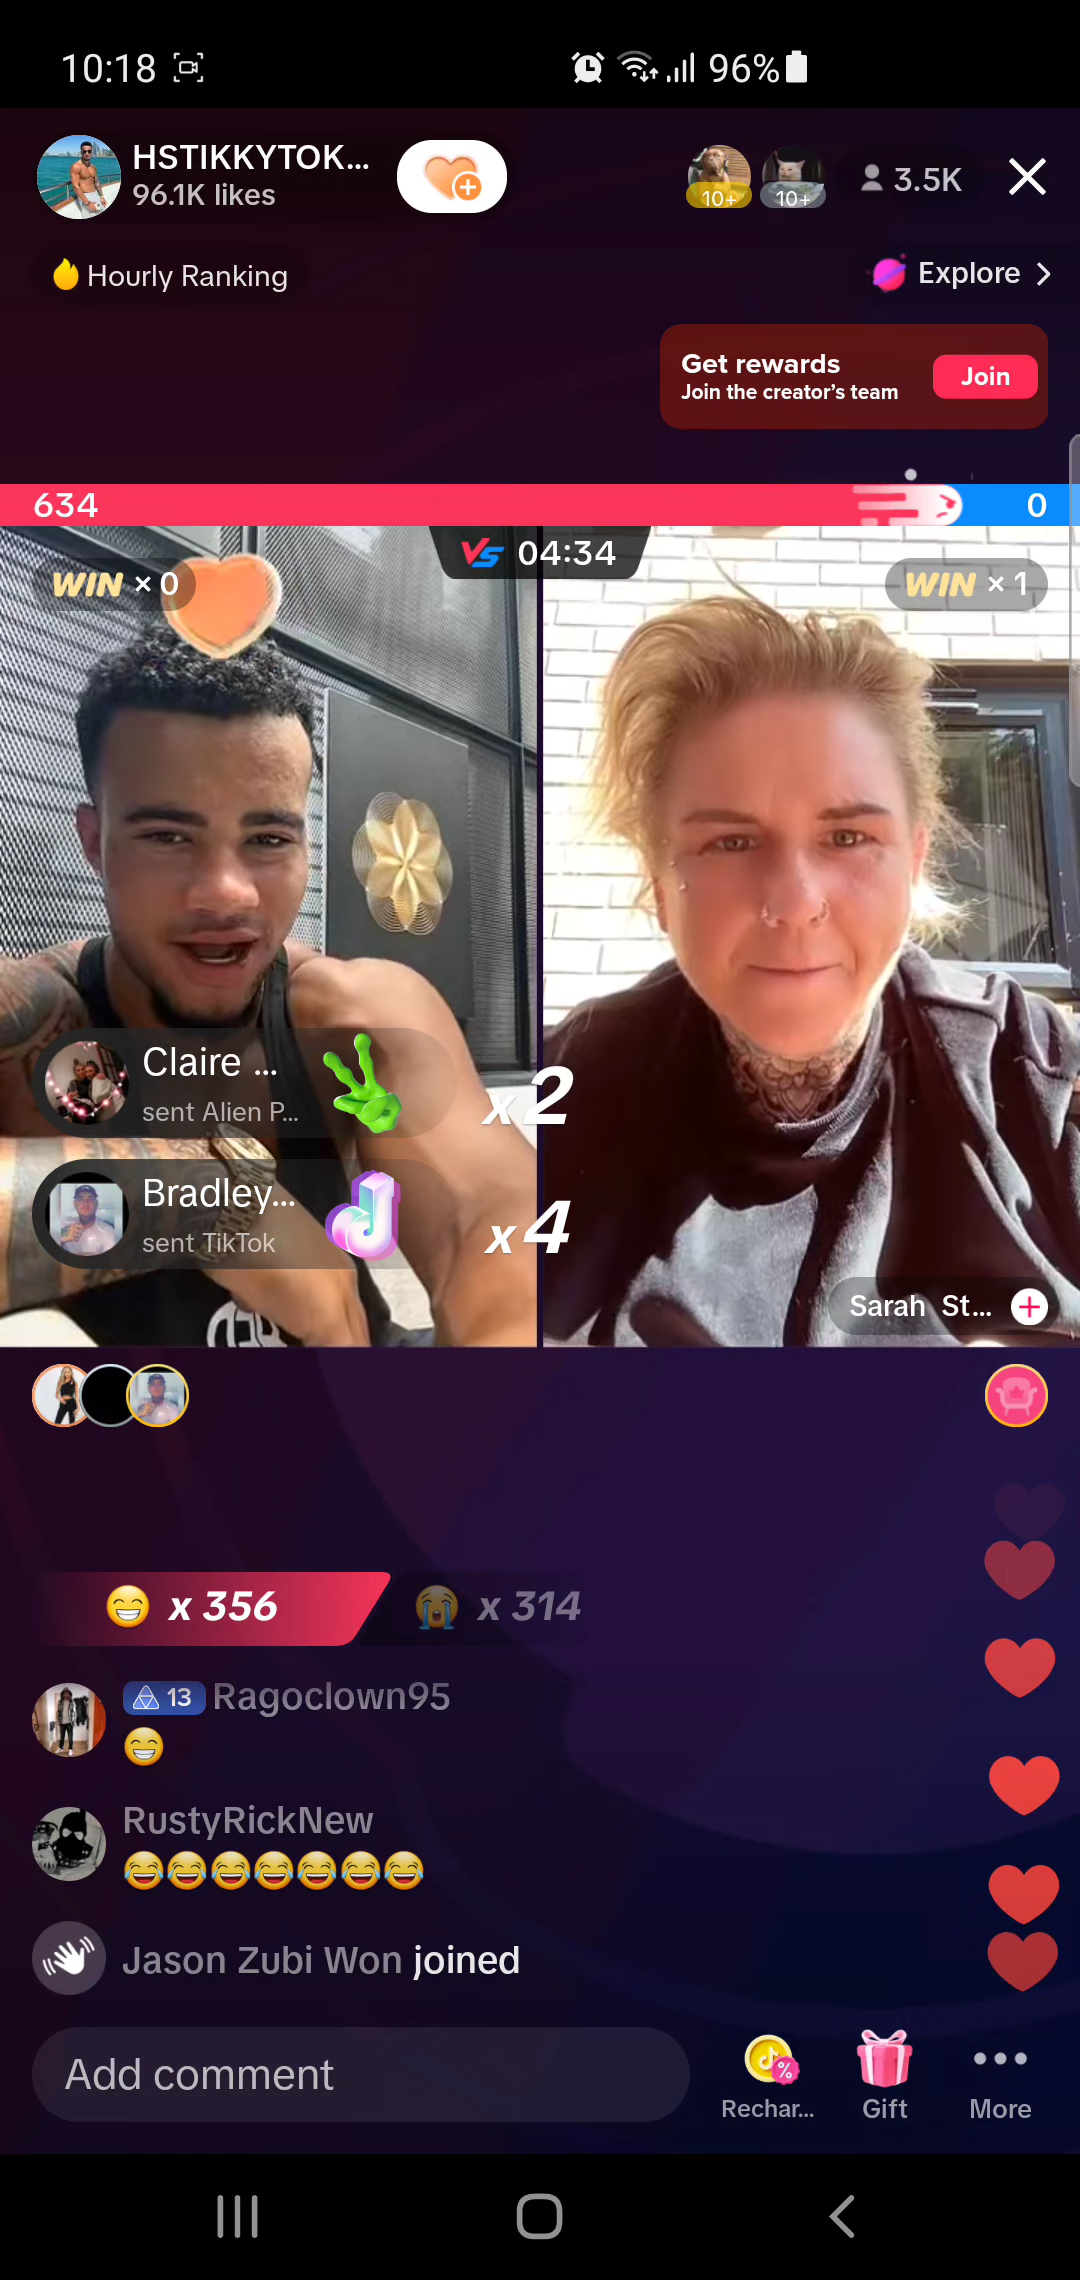 10:18
96%
HSTIKKYTOK...
96.1K likes
10+
10+
3.5K
Hourly Ranking
Explore
Get rewards
Join the creator's team
Join
634
0
VS 04:34
WIN × 0
WIN × 1
Claire ...
sent Alien P...
x2
Bradley...
sent TikTok
x4
Sarah St...
x 356
x 314
13 Ragoclown95
RustyRickNew
Jason Zubi Won joined
Add comment
Rechar...
Gift
More